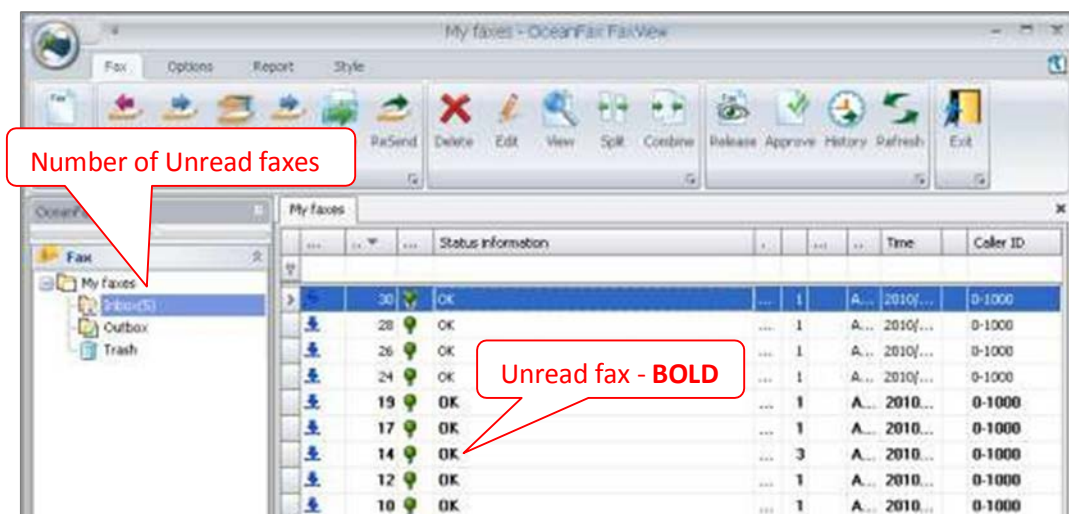 My faxes - OceanFax FaxView
Fax Options Report Style
Fax
ReSend Delete Edit View Split Combine Release Approve History Refresh Exit
Number of Unread faxes
My faxes
... .. ... Status information . ... .. Time Caller ID
Fax
My faxes
Inbox(5)
Outbox
Trash
30 OK ... 1 A... 2010/... 0-1000
28 OK ... 1 A... 2010/... 0-1000
26 OK ... 1 A... 2010/... 0-1000
24 OK ... 1 A... 2010/... 0-1000
Unread fax - BOLD
19 OK ... 1 A... 2010... 0-1000
17 OK ... 1 A... 2010... 0-1000
14 OK ... 3 A... 2010... 0-1000
12 OK ... 1 A... 2010... 0-1000
10 OK ... 1 A... 2010... 0-1000